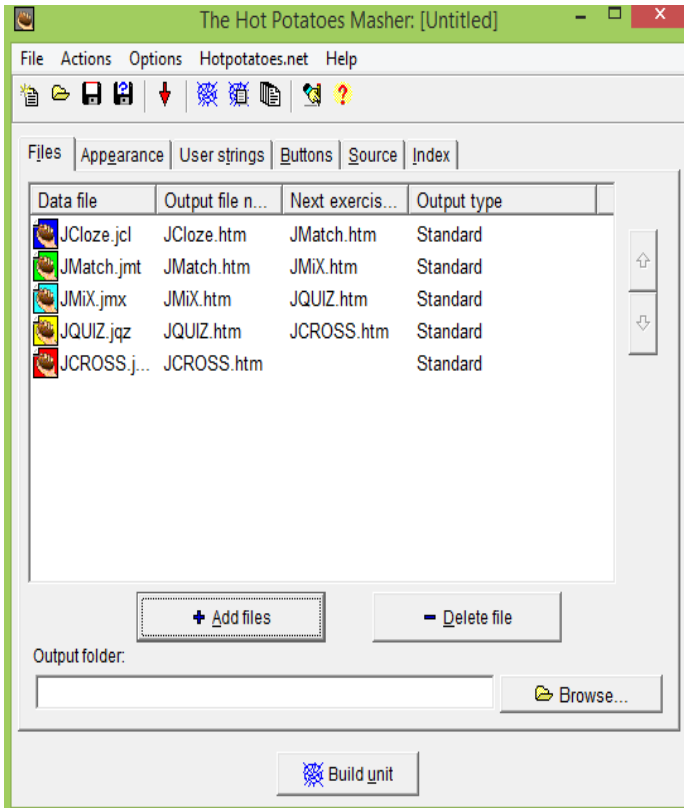 The Hot Potatoes Masher: [Untitled]
File Actions Options Hotpotatoes.net Help
Files Appearance User strings Buttons Source Index
Data file Output file n... Next exercis... Output type
JCloze.jcl JCloze.htm JMatch.htm Standard
JMatch.jmt JMatch.htm JMiX.htm Standard
JMiX.jmx JMiX.htm JQUIZ.htm Standard
JQUIZ.jqz JQUIZ.htm JCROSS.htm Standard
JCROSS.j... JCROSS.htm Standard
+ Add files - Delete file
Output folder:
Browse...
Build unit